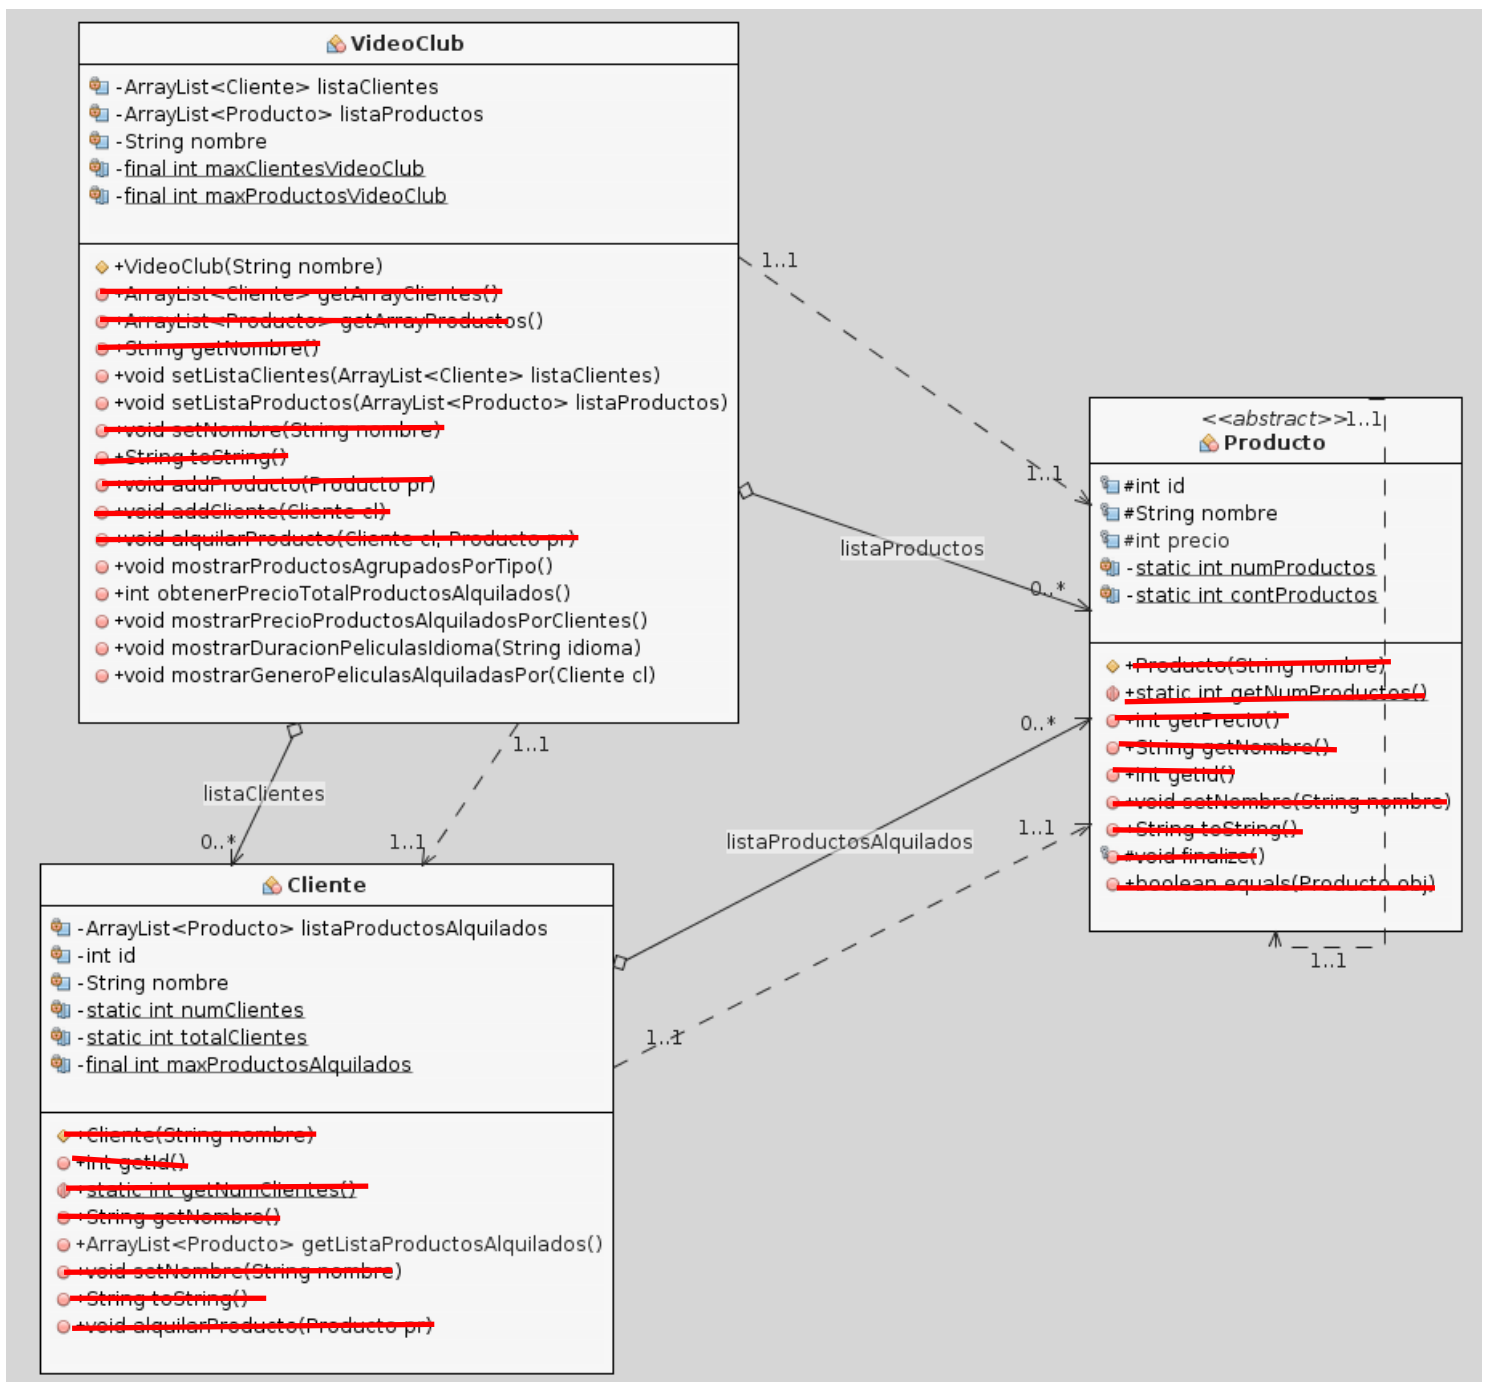 VideoClub
-ArrayList<Cliente> listaClientes
-ArrayList<Producto> listaProductos
-String nombre
-final int maxClientesVideoClub
-final int maxProductosVideoClub
+VideoClub(String nombre)
+ArrayList<Cliente> getArrayClientes()
+ArrayList<Producto> getArrayProductos()
+String getNombre()
+void setListaClientes(ArrayList<Cliente> listaClientes)
+void setListaProductos(ArrayList<Producto> listaProductos)
+void setNombre(String nombre)
+String toString()
+void addProducto(Producto pr)
+void addCliente(Cliente cl)
+void alquilarProducto(Cliente cl, Producto pr)
+void mostrarProductosAgrupadosPorTipo()
+int obtenerPrecioTotalProductosAlquilados()
+void mostrarPrecioProductosAlquiladosPorClientes()
+void mostrarDuracionPeliculasIdioma(String idioma)
+void mostrarGeneroPeliculasAlquiladasPor(Cliente cl)
1..1
1..1
listaProductos
0..*
<<abstract>>
1..1
Producto
#int id
#String nombre
#int precio
-static int numProductos
-static int contProductos
+Producto(String nombre)
+static int getNumProductos()
+int getPrecio()
+String getNombre()
+int getId()
+void setNombre(String nombre)
+String toString()
#void finalize()
+boolean equals(Producto obj)
1..1
0..*
listaProductosAlquilados
1..1
1..1
1..1
listaClientes
0..*
1..1
Cliente
-ArrayList<Producto> listaProductosAlquilados
-int id
-String nombre
-static int numClientes
-static int totalClientes
-final int maxProductosAlquilados
+Cliente(String nombre)
+int getId()
+static int getNumClientes()
+String getNombre()
+ArrayList<Producto> getListaProductosAlquilados()
+void setNombre(String nombre)
+String toString()
+void alquilarProducto(Producto pr)